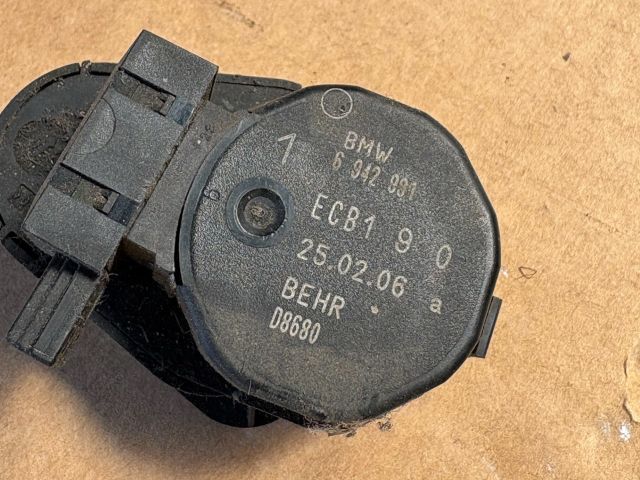 BMW
1 6 942 991
ECB1 9 0
25.02.06 a
BEHR
D8680